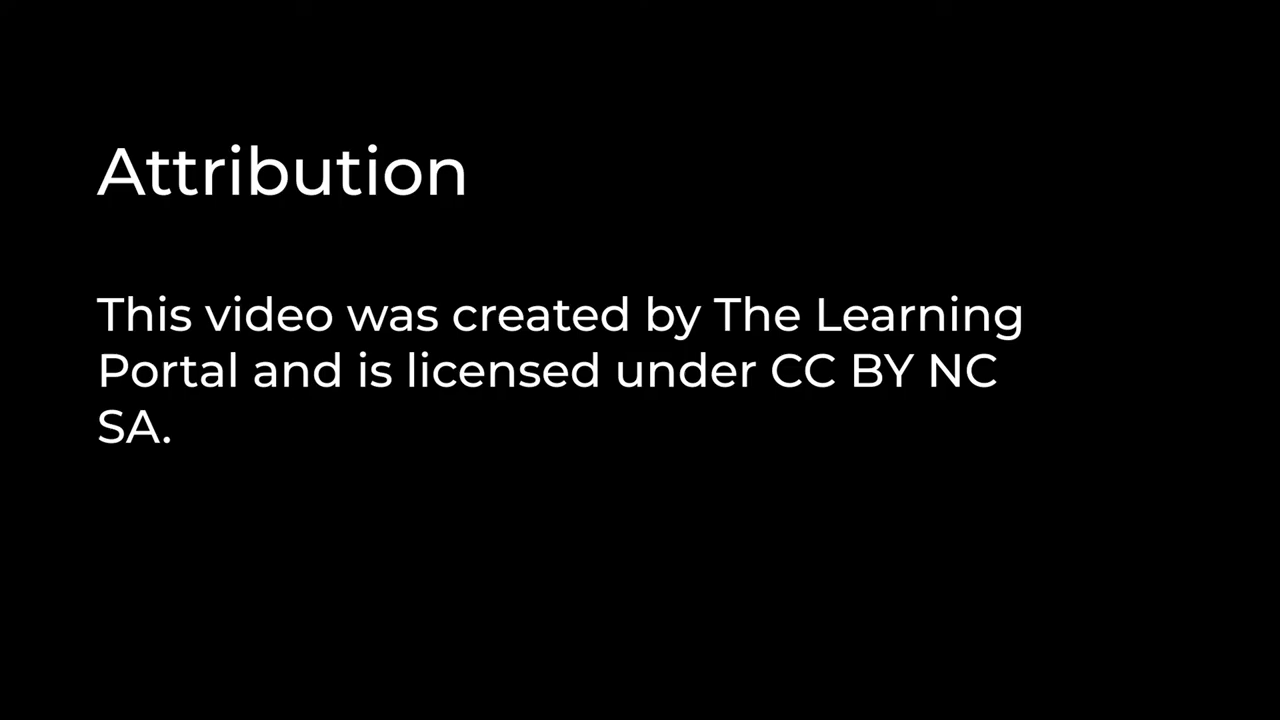 Attribution
This video was created by The Learning
Portal and is licensed under CC BY NC
SA.